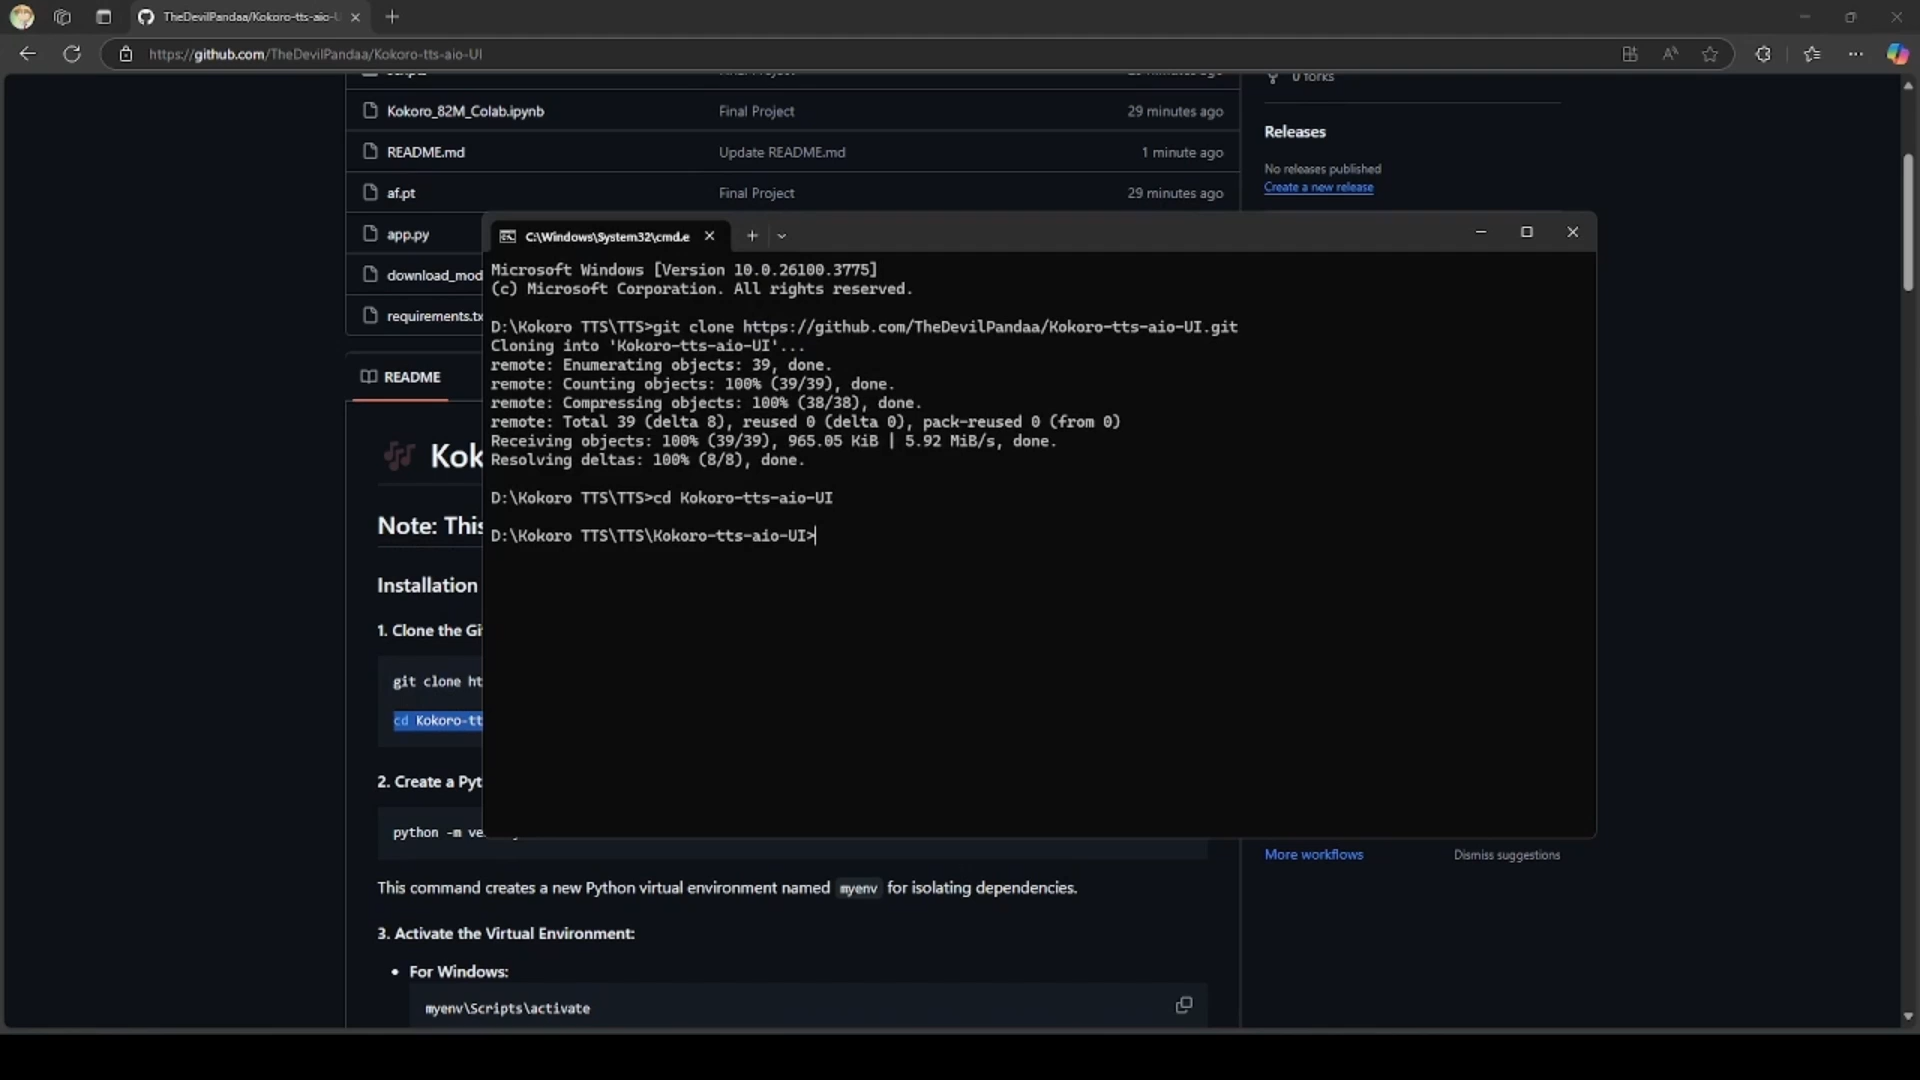 TheDevilPandaa/Kokoro-tts-aio-U
https://github.com/TheDevilPandaa/Kokoro-tts-aio-UI
0 forks
Kokoro_82M_Colab.ipynb Final Project 29 minutes ago
README.md Update README.md 1 minute ago
af.pt Final Project 29 minutes ago
app.py
download_mod
requirements.tx
Releases
No releases published
Create a new release
README
Kok
Note: This
Installation
1. Clone the Gi
git clone ht
cd Kokoro-tt
2. Create a Pyt
python -m ve
This command creates a new Python virtual environment named myenv for isolating dependencies.
3. Activate the Virtual Environment:
• For Windows:
myenv\Scripts\activate
More workflows Dismiss suggestions
C:\Windows\System32\cmd.e
Microsoft Windows [Version 10.0.26100.3775]
(c) Microsoft Corporation. All rights reserved.
D:\Kokoro TTS\TTS>git clone https://github.com/TheDevilPandaa/Kokoro-tts-aio-UI.git
Cloning into 'Kokoro-tts-aio-UI'...
remote: Enumerating objects: 39, done.
remote: Counting objects: 100% (39/39), done.
remote: Compressing objects: 100% (38/38), done.
remote: Total 39 (delta 8), reused 0 (delta 0), pack-reused 0 (from 0)
Receiving objects: 100% (39/39), 965.05 KiB | 5.92 MiB/s, done.
Resolving deltas: 100% (8/8), done.
D:\Kokoro TTS\TTS>cd Kokoro-tts-aio-UI
D:\Kokoro TTS\TTS\Kokoro-tts-aio-UI>